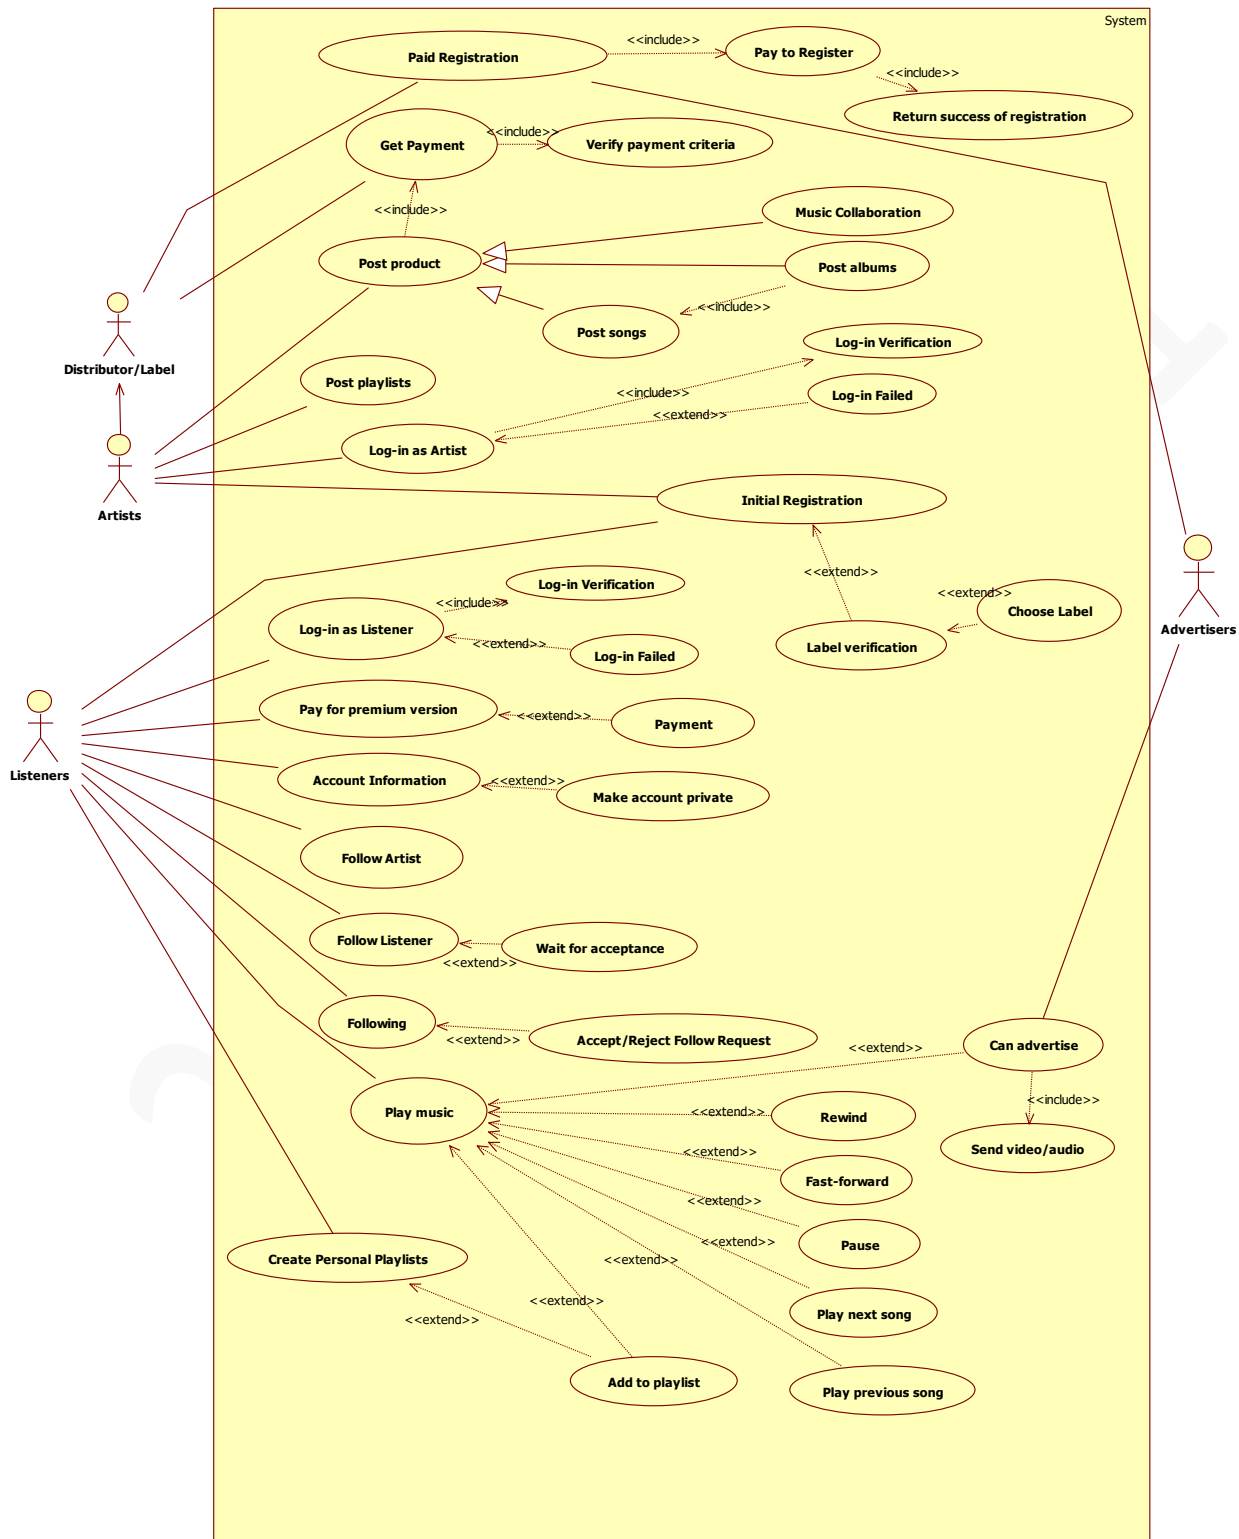 System
<<include>>
Pay to Register
Paid Registration
<<include>>
Return success of registration
Get Payment
<<include>>
Verify payment criteria
<<include>>
Music Collaboration
Post product
Post albums
<<include>>
Post songs
Log-in Verification
Distributor/Label
Post playlists
<<include>>
Log-in Failed
<<extend>>
Log-in as Artist
Artists
Initial Registration
<<extend>>
Log-in Verification
<<extend>>
<<include>>
Choose Label
Log-in as Listener
Advertisers
<<extend>>
Label verification
Log-in Failed
Pay for premium version
<<extend>>
Payment
Listeners
Account Information
<<extend>>
Make account private
Follow Artist
Follow Listener
Wait for acceptance
<<extend>>
Following
<<extend>>
Accept/Reject Follow Request
<<extend>>
Can advertise
<<include>>
Play music
<<extend>>
Rewind
Send video/audio
<<extend>>
Fast-forward
<<extend>>
Pause
<<extend>>
Create Personal Playlists
<<extend>>
<<extend>>
Play next song
<<extend>>
Add to playlist
Play previous song